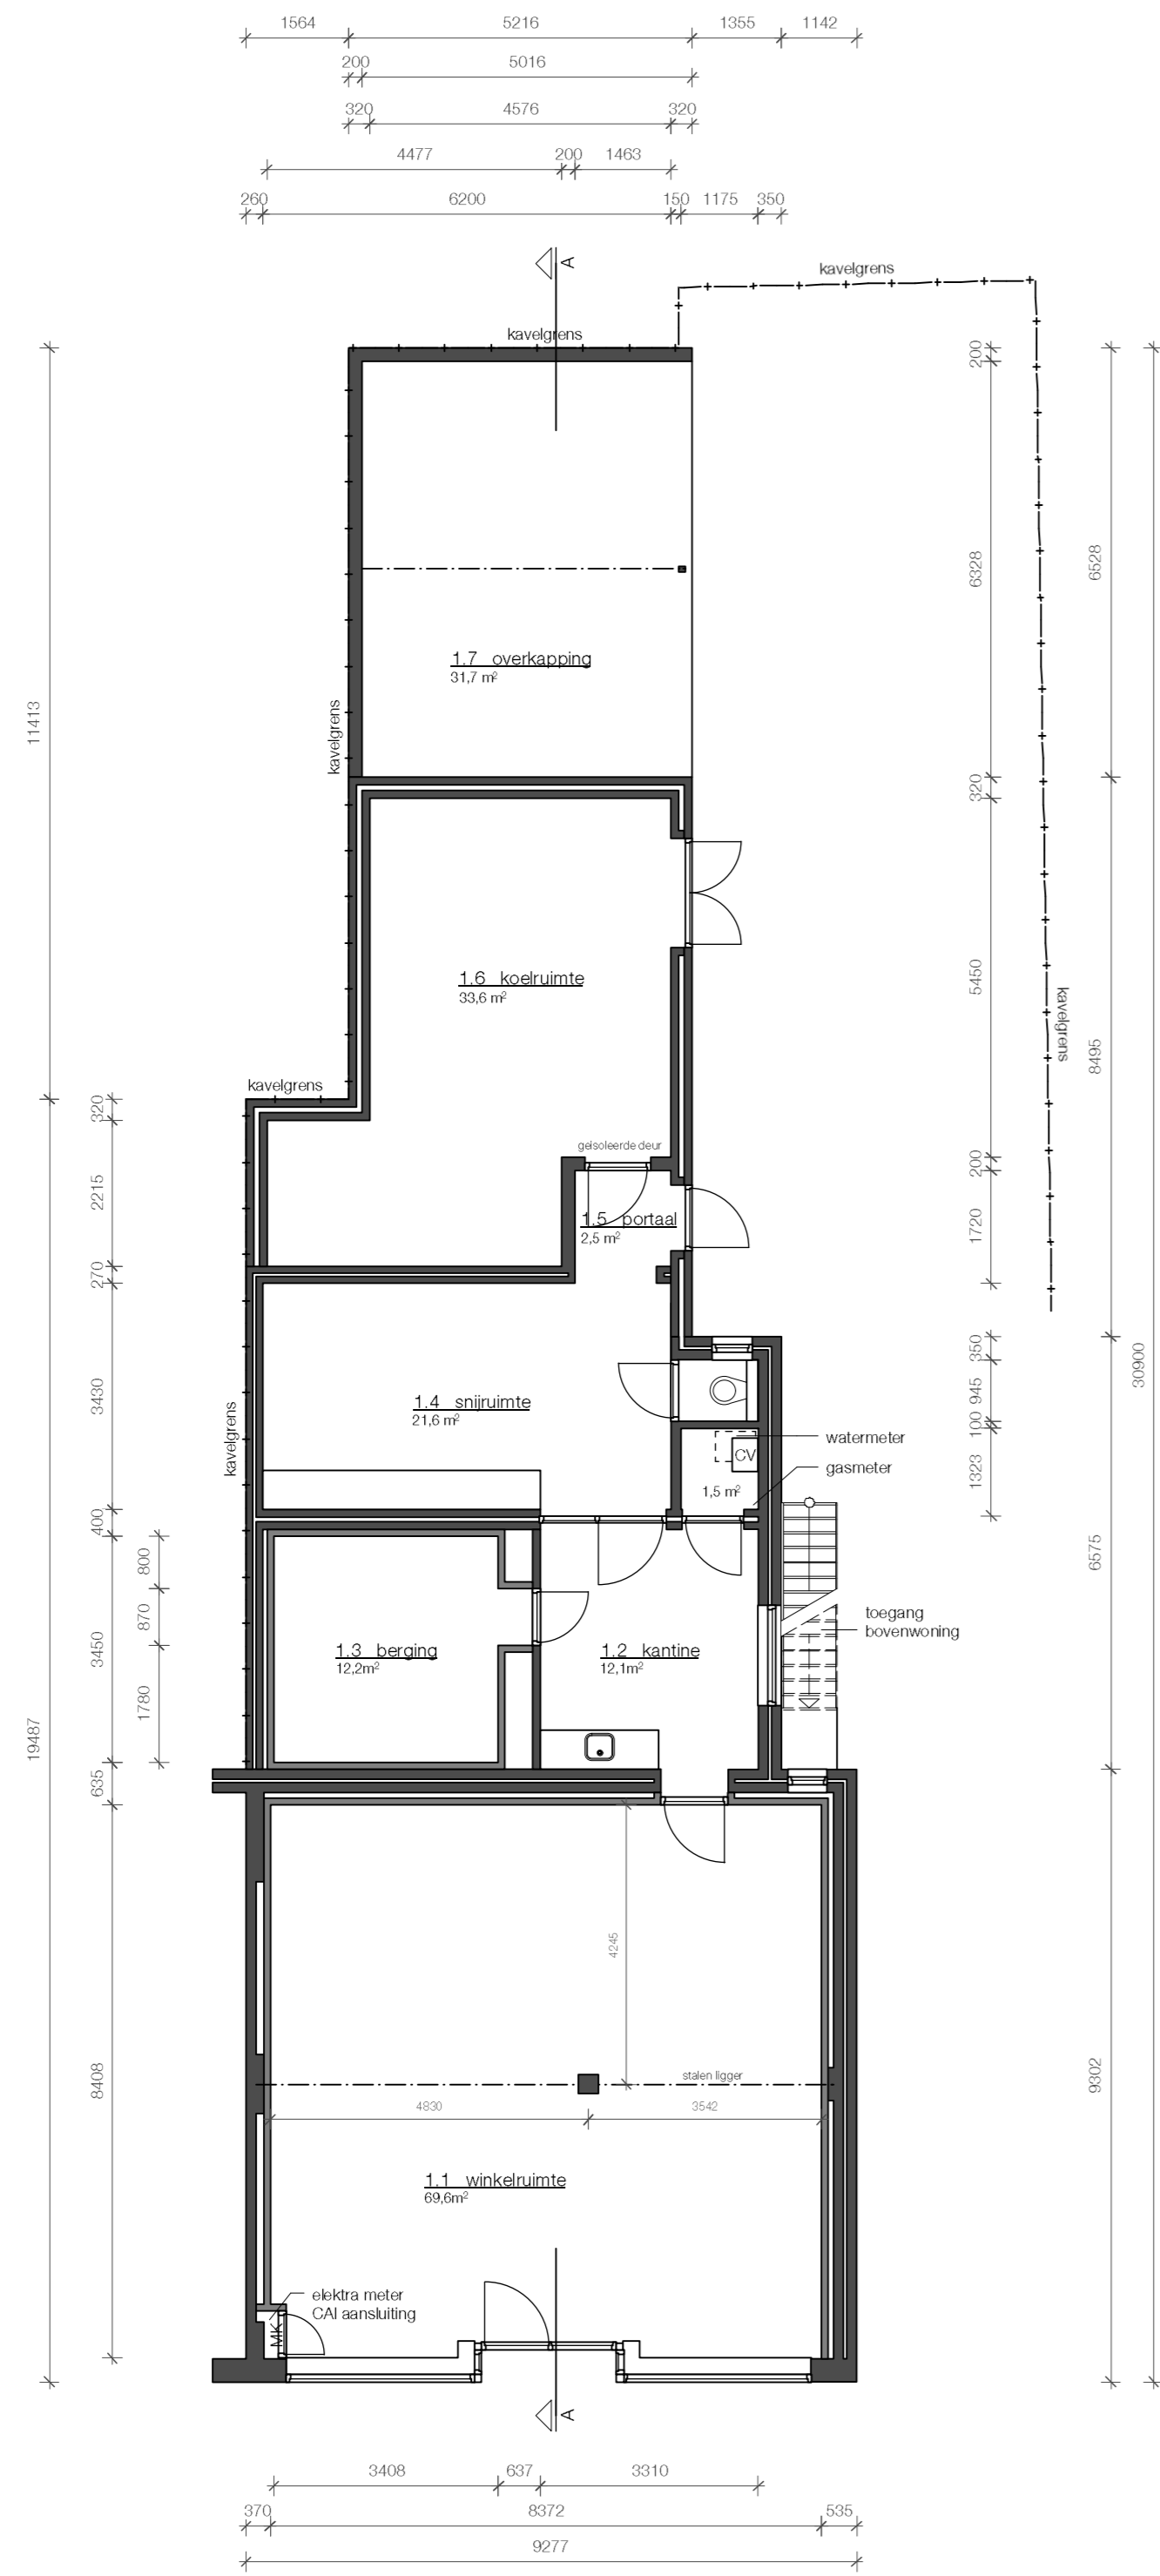 1564 5216 1355 1142
200 5016
320 4576 320
4477 200 1463
260 6200 150 1175 350
A
kavelgrens
kavelgrens
200
11413
6328
6528
1.7 overkapping
31,7 m²
kavelgrens
320
1.6 koelruimte
33,6 m²
5450
kavelgrens
8495
kavelgrens
320
geisoleerde deur
200
2215
1.5 portaal
2,5 m²
1720
270
30900
350
3430
1.4 snijruimte
21,6 m²
945
kavelgrens
100
watermeter
CV
gasmeter
1,5 m²
1323
400
800
6575
870
toegang
bovenwoning
3450
1.3 berging
12,2m²
1.2 kantine
12,1m²
1780
19487
635
4245
8408
stalen ligger
9302
4830 3542
1.1 winkelruimte
69,6m²
elektra meter
CAI aansluiting
MK
A
3408 637 3310
370 8372 535
9277